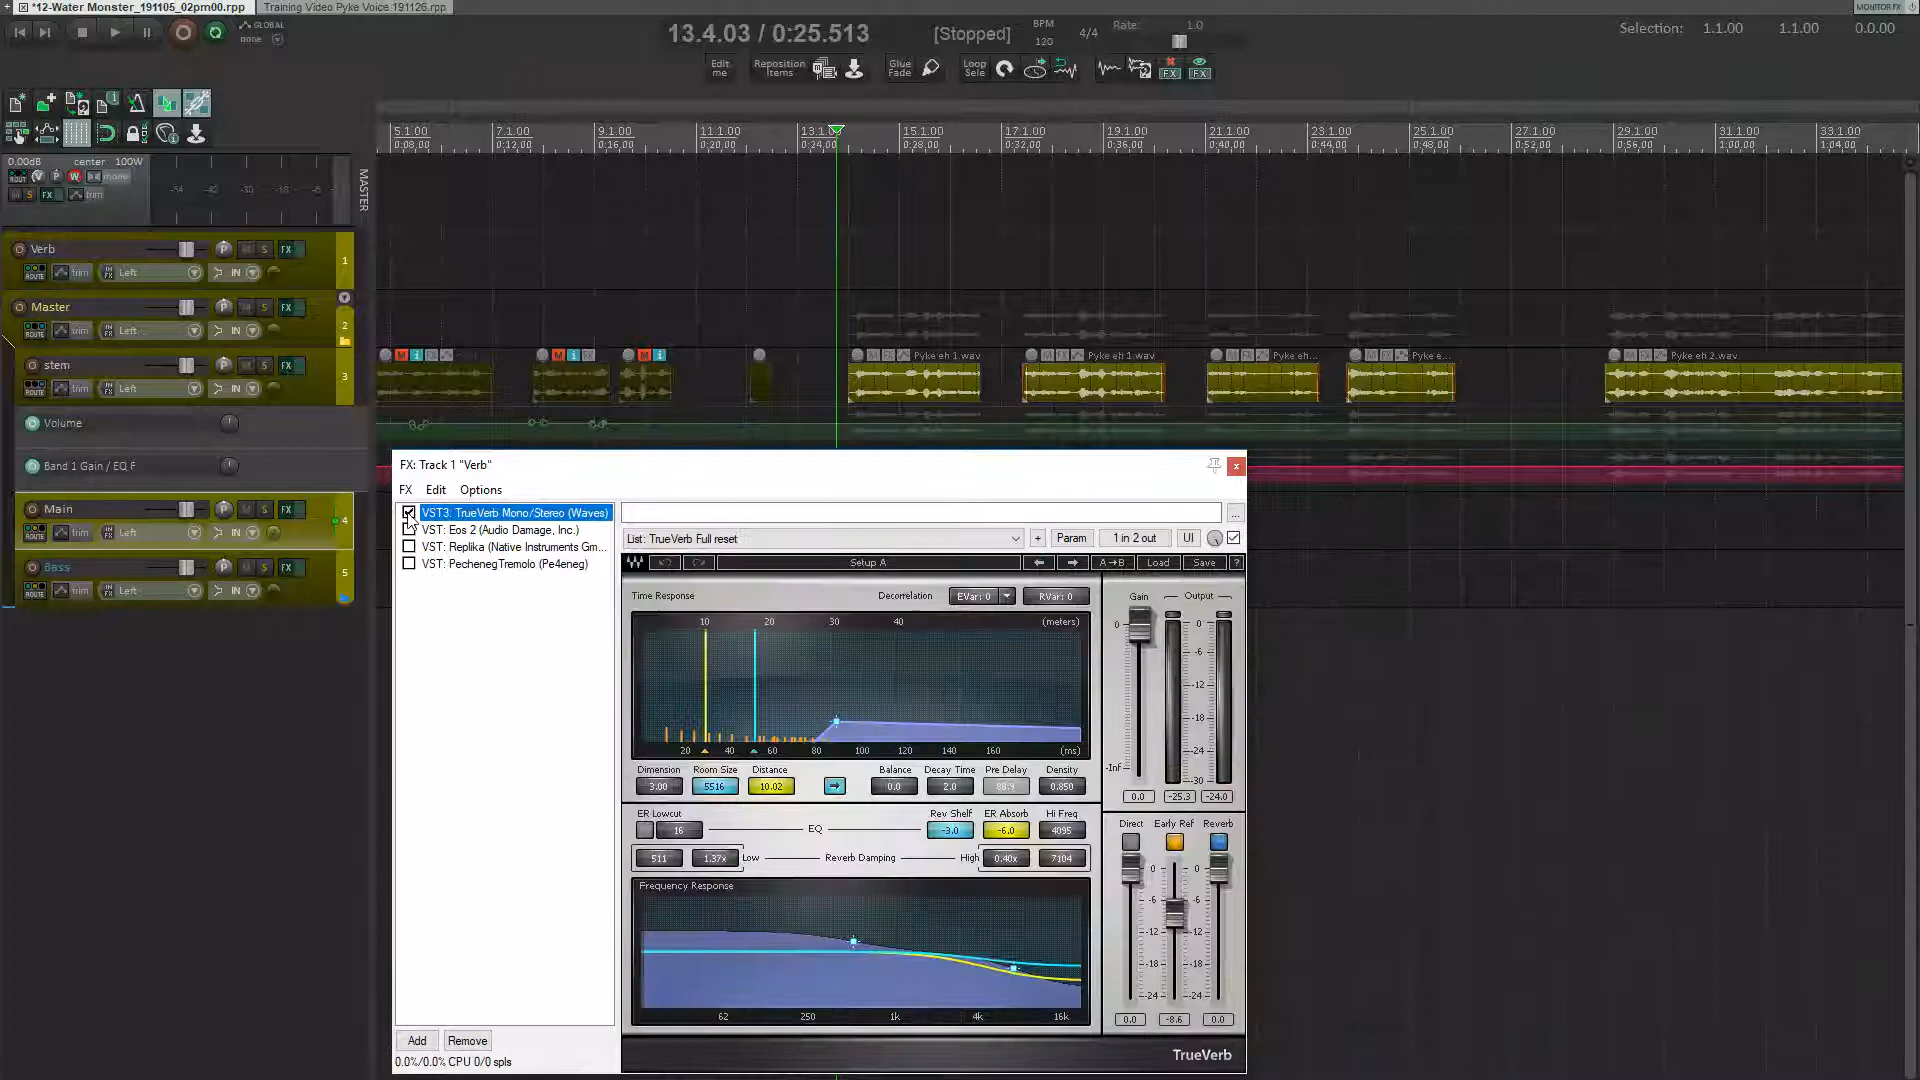 *12-Water Monster_191105_02pm00.rpp
Training Video Pyke Voice 191126.rpp
MONITOR FX
GLOBAL
none
13.4.03 / 0:25.513
[Stopped]
BPM
120
4/4
Rate:
1.0
Selection:
1.1.00
1.1.00
0.0.00
Edit
me
Reposition
Items
Glue
Fade
Loop
Sele
FX
FX
5.1.00
7.1.00
9.1.00
11.1.00
13.1.
15.1.00
17.1.00
19.1.00
21.1.00
23.1.00
25.1.00
27.1.00
29.1.00
31.1.00
33.1.00
0:08.00
0:12.00
0:16.00
0:20.00
0:24.00
0:28.00
0:32.00
0:36.00
0:40.00
0:44.00
0:48.00
0:52.00
0:56.00
1:00.00
1:04.00
0.00dB
center
100W
ROUT
mono
M
S
FX
trim
-54
-42
-30
-18
MASTER
Verb
M
S
FX
1
ROUTE
trim
IN
FX
Left
IN
Master
M
S
FX
2
ROUTE
trim
IN
FX
Left
IN
stem
M
S
FX
3
ROUTE
trim
IN
FX
Left
IN
Volume
Band 1 Gain / EQ F
Main
M
S
FX
4
ROUTE
trim
IN
FX
Left
IN
Bass
M
S
FX
5
ROUTE
trim
IN
FX
Left
IN
Pyke eh 1.wav
Pyke eh 1.wav
Pyke eh...
Pyke e...
Pyke eh 2.wav
FX: Track 1 "Verb"
FX
Edit
Options
VST3: TrueVerb Mono/Stereo (Waves)
VST: Eos 2 (Audio Damage, Inc.)
VST: Replika (Native Instruments Gm...
VST: PechenegTremolo (Pe4eneg)
...
List: TrueVerb Full reset
+
Param
1 in 2 out
UI
Setup A
A→B
Load
Save
?
Time Response
Decorrelation
EVar: 0
RVar: 0
10
20
30
40
(meters)
20
40
60
80
100
120
140
160
(ms)
Dimension
Room Size
Distance
Balance
Decay Time
Pre Delay
Density
3.00
5516
10.02
0.0
2.0
88.9
0.850
ER Lowcut
16
EQ
Rev Shelf
ER Absorb
Hi Freq
-3.0
-6.0
4095
511
1.37x
Low
Reverb Damping
High
0.40x
7104
Frequency Response
62
250
1k
4k
16k
Gain
Output
0
-Inf
0
-6
-12
-18
-24
-30
0.0
-25.3
-24.0
Direct
Early Ref
Reverb
0
-6
-12
-18
-24
0
-6
-12
-18
-24
0.0
-8.6
0.0
TrueVerb
Add
Remove
0.0%/0.0% CPU 0/0 spls